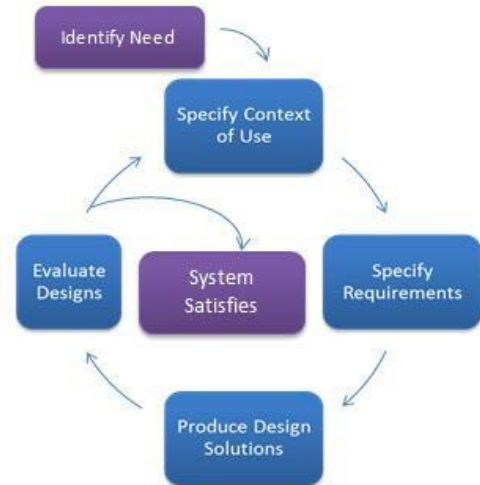 Identify Need
Specify Context
of Use
Evaluate
Designs
System
Satisfies
Specify
Requirements
Produce Design
Solutions